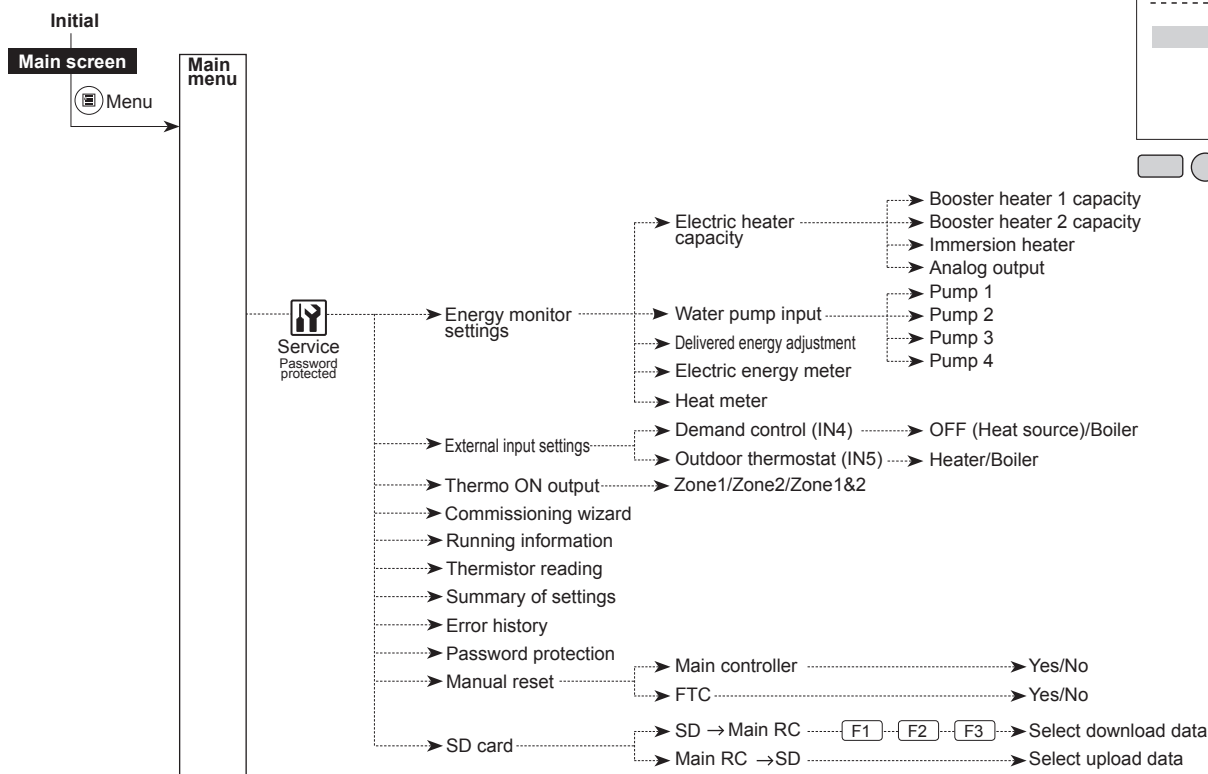 Initial
Main screen
Menu
Main
menu
Service
Password
protected
Energy monitor
settings
Electric heater
capacity
Booster heater 1 capacity
Booster heater 2 capacity
Immersion heater
Analog output
Water pump input
Pump 1
Pump 2
Pump 3
Pump 4
Delivered energy adjustment
Electric energy meter
Heat meter
External input settings
Demand control (IN4)
OFF (Heat source)/Boiler
Outdoor thermostat (IN5)
Heater/Boiler
Thermo ON output
Zone1/Zone2/Zone1&2
Commissioning wizard
Running information
Thermistor reading
Summary of settings
Error history
Password protection
Manual reset
Main controller
Yes/No
FTC
Yes/No
SD card
SD → Main RC
F1
F2
F3
Select download data
Main RC → SD
Select upload data